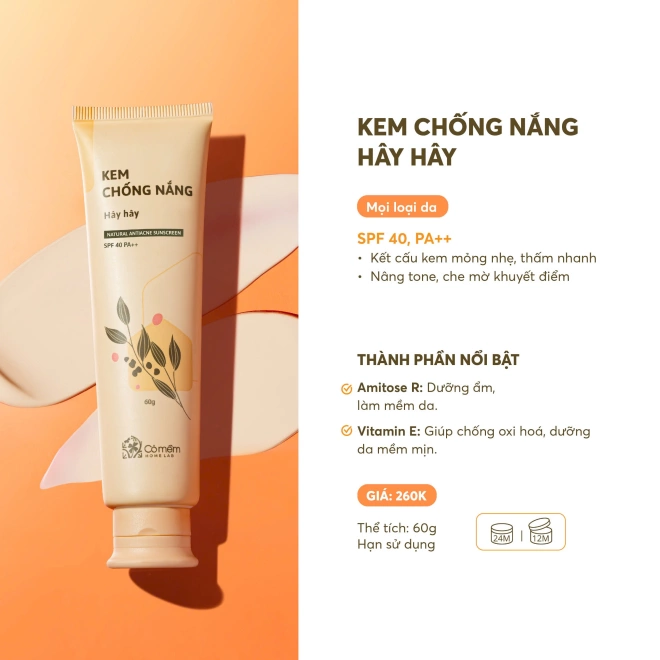 KEM
CHỐNG NẮNG
Hây hây
NATURAL ANTIACNE SUNSCREEN
SPF 40 PA++
60g
Cỏ mềm
HOME LAB
KEM CHỐNG NẮNG
HÂY HÂY
Mọi loại da
SPF 40, PA++
• Kết cấu kem mỏng nhẹ, thấm nhanh
• Nâng tone, che mờ khuyết điểm
THÀNH PHẦN NỔI BẬT
Amitose R: Dưỡng ẩm,
làm mềm da.
Vitamin E: Giúp chống oxi hoá, dưỡng
da mềm mịn.
GIÁ: 260K
Thể tích: 60g
Hạn sử dụng
24M | 12M